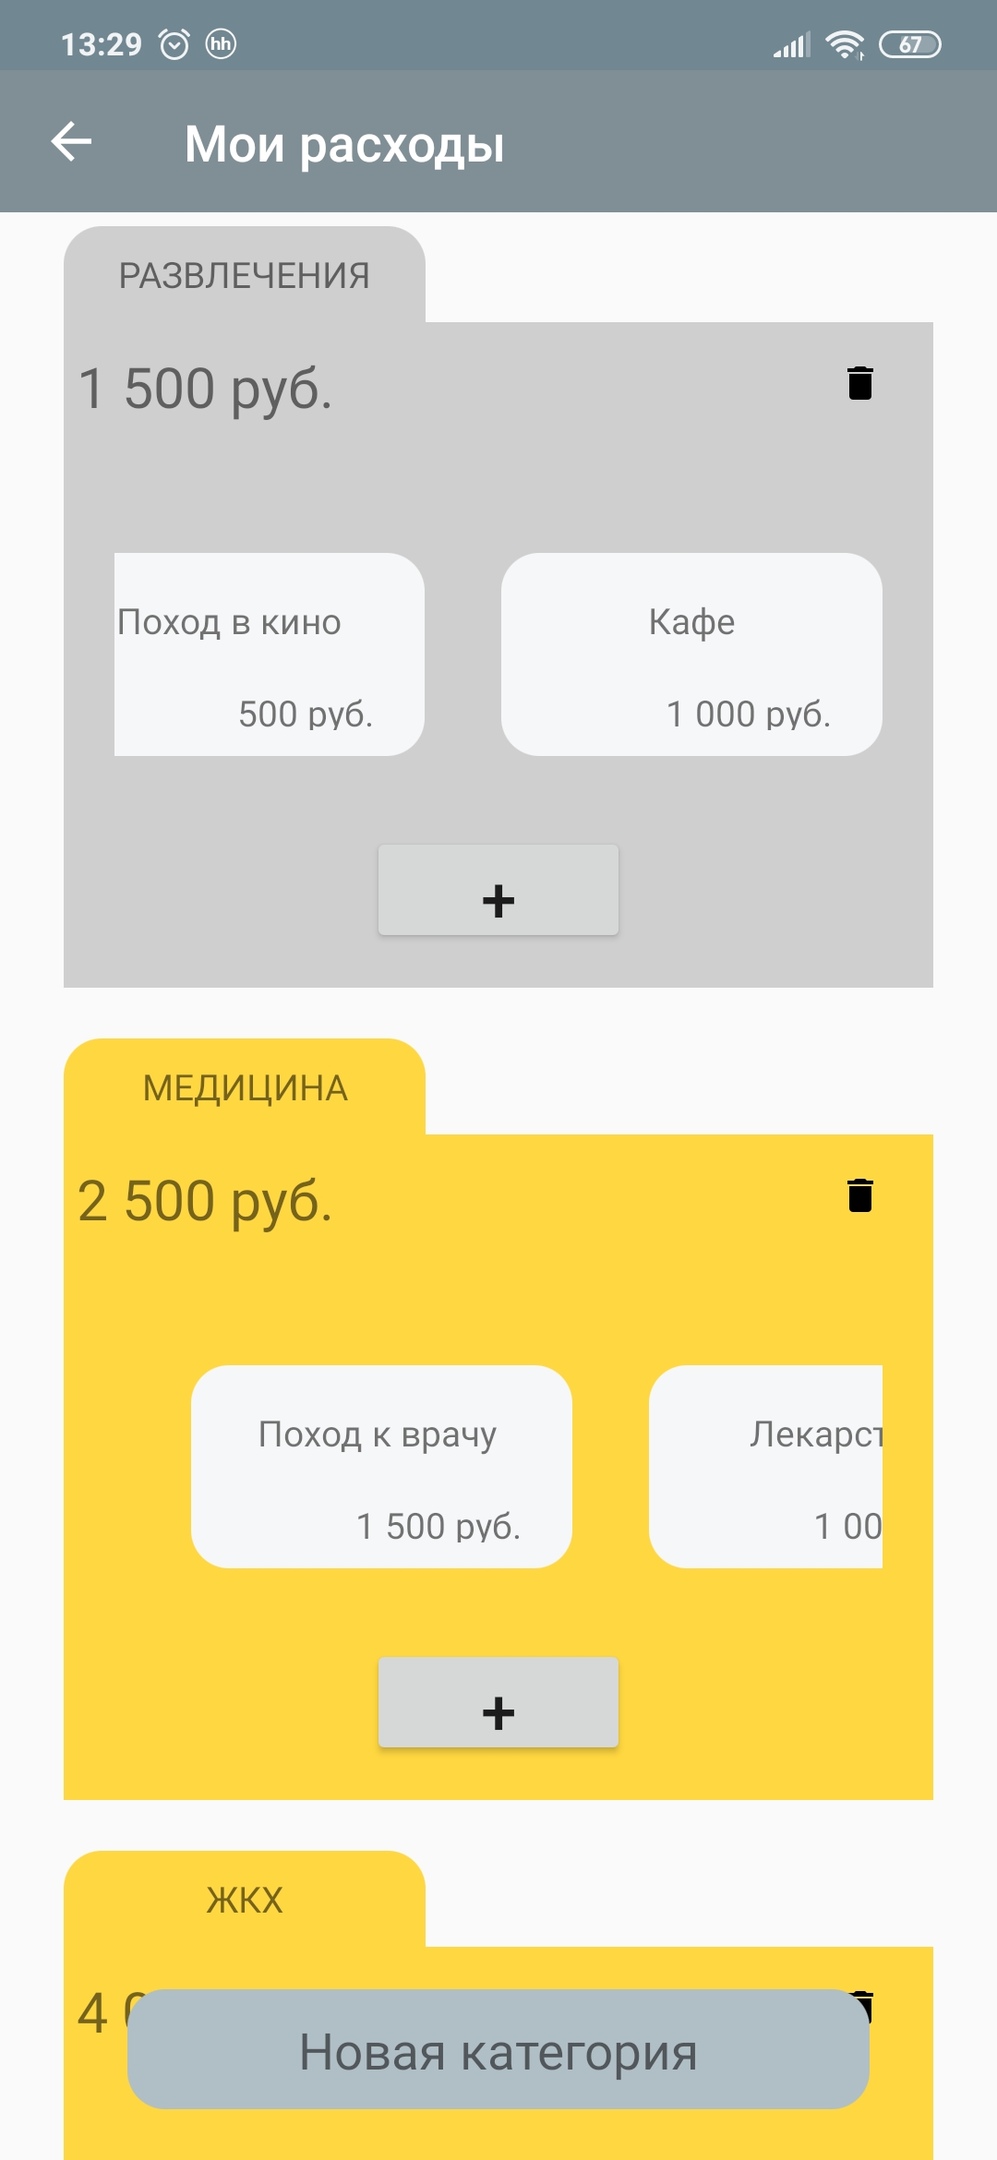 13:29 hh 67
Мои расходы
РАЗВЛЕЧЕНИЯ
1 500 руб.
Поход в кино Кафе
500 руб. 1 000 руб.
+
МЕДИЦИНА
2 500 руб.
Поход к врачу Лекарст
1 500 руб. 1 00
+
ЖКХ
4
Новая категория